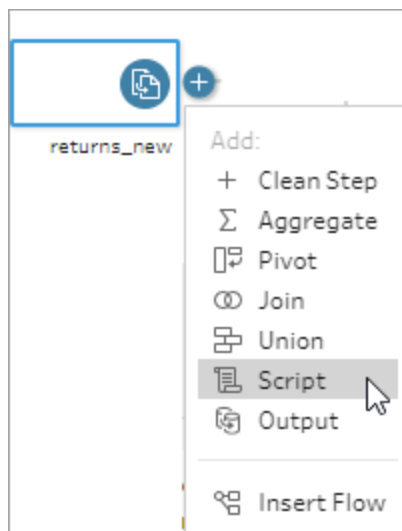 returns_new
Add:
Clean Step
Aggregate
Pivot
Join
Union
Script
Output
Insert Flow